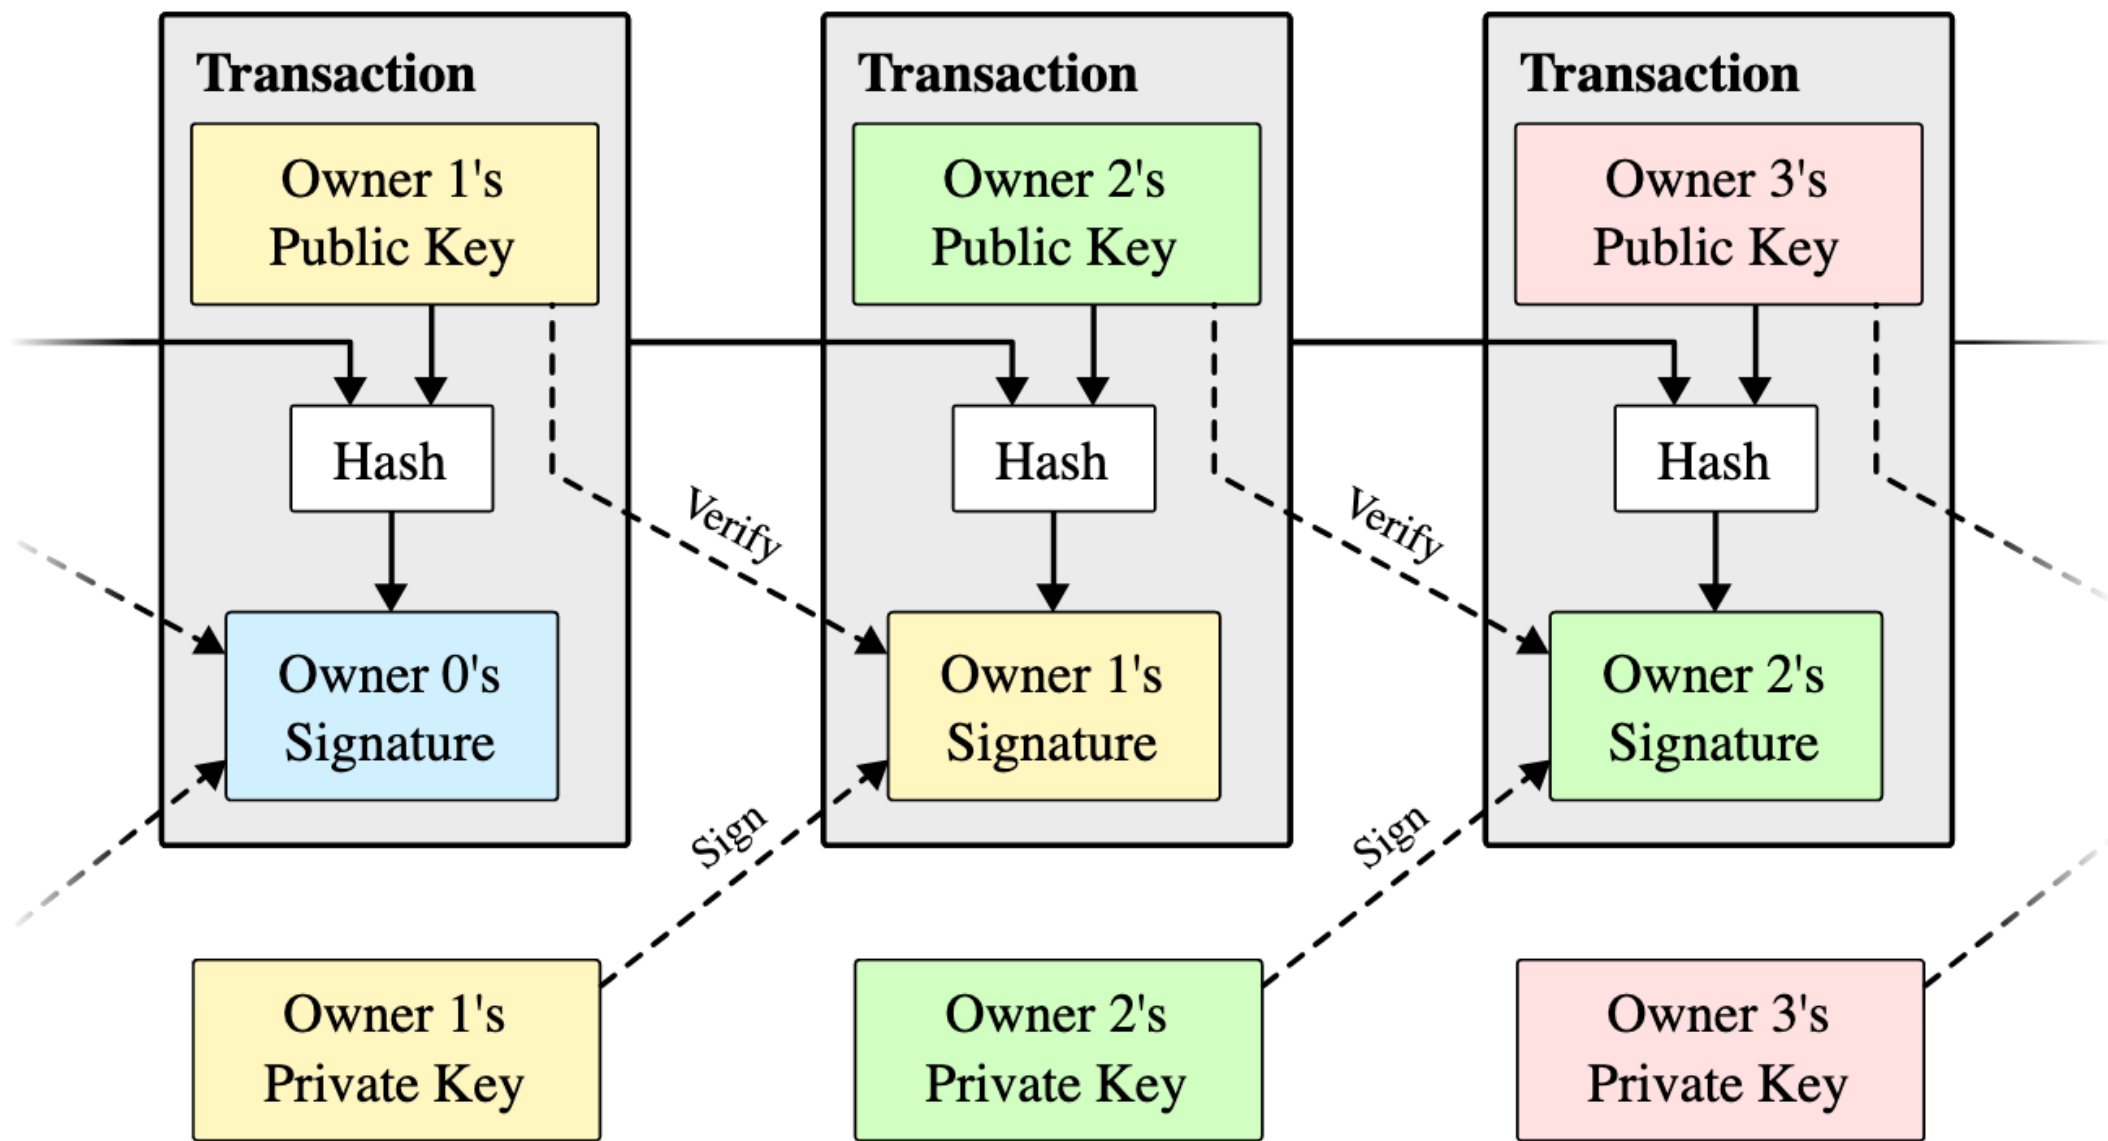 Transaction
Owner 1's
Public Key
Hash
Owner 0's
Signature
Transaction
Owner 2's
Public Key
Hash
Verify
Owner 1's
Signature
Sign
Transaction
Owner 3's
Public Key
Hash
Verify
Owner 2's
Signature
Sign
Owner 1's
Private Key
Owner 2's
Private Key
Owner 3's
Private Key